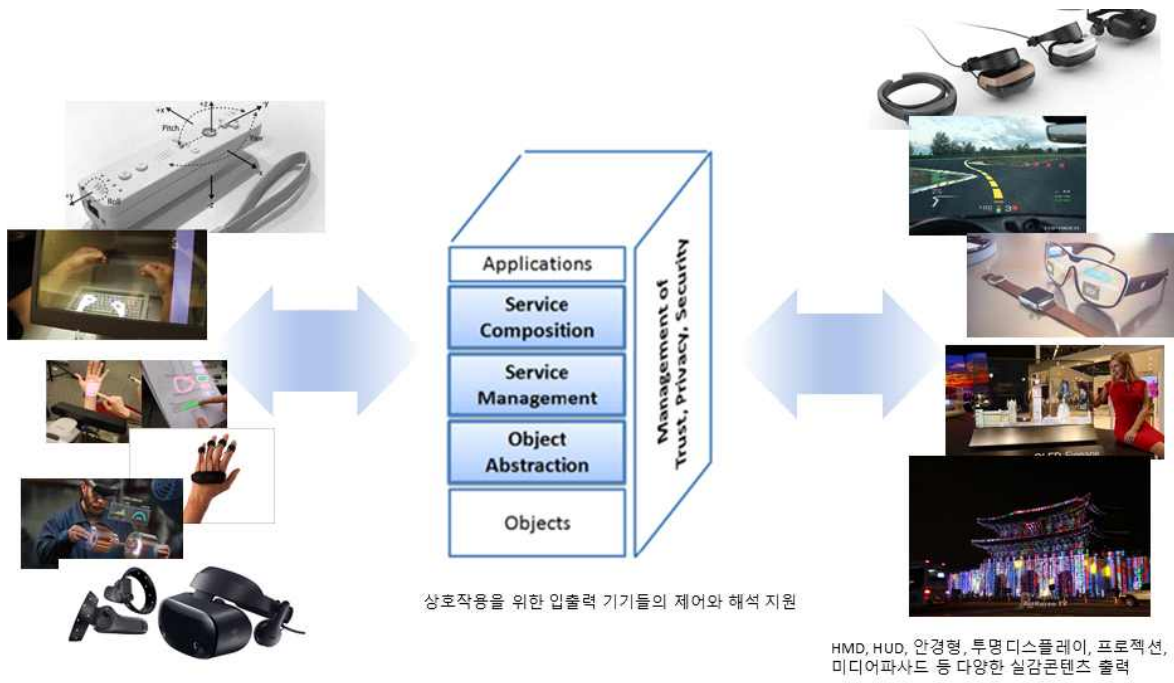 +z
+x
-y
Pitch
Yaw
+y
Roll
-z
Applications
Service
Composition
Service
Management
Object
Abstraction
Objects
Management of
Trust, Privacy, Security
상호작용을 위한 입출력 기기들의 제어와 해석 지원
HMD, HUD, 안경형, 투명디스플레이, 프로젝션,
미디어파사드 등 다양한 실감콘텐츠 출력